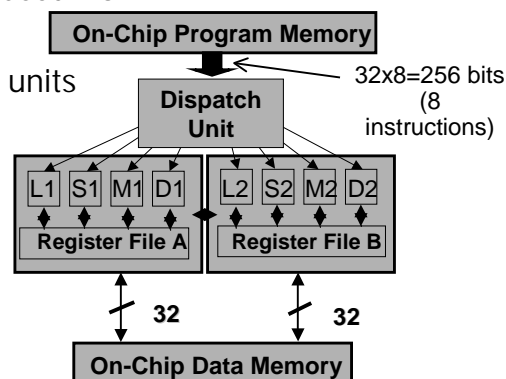 On-Chip Program Memory
units
32x8=256 bits
(8
instructions)
Dispatch
Unit
L1 S1 M1 D1 L2 S2 M2 D2
Register File A Register File B
32 32
On-Chip Data Memory